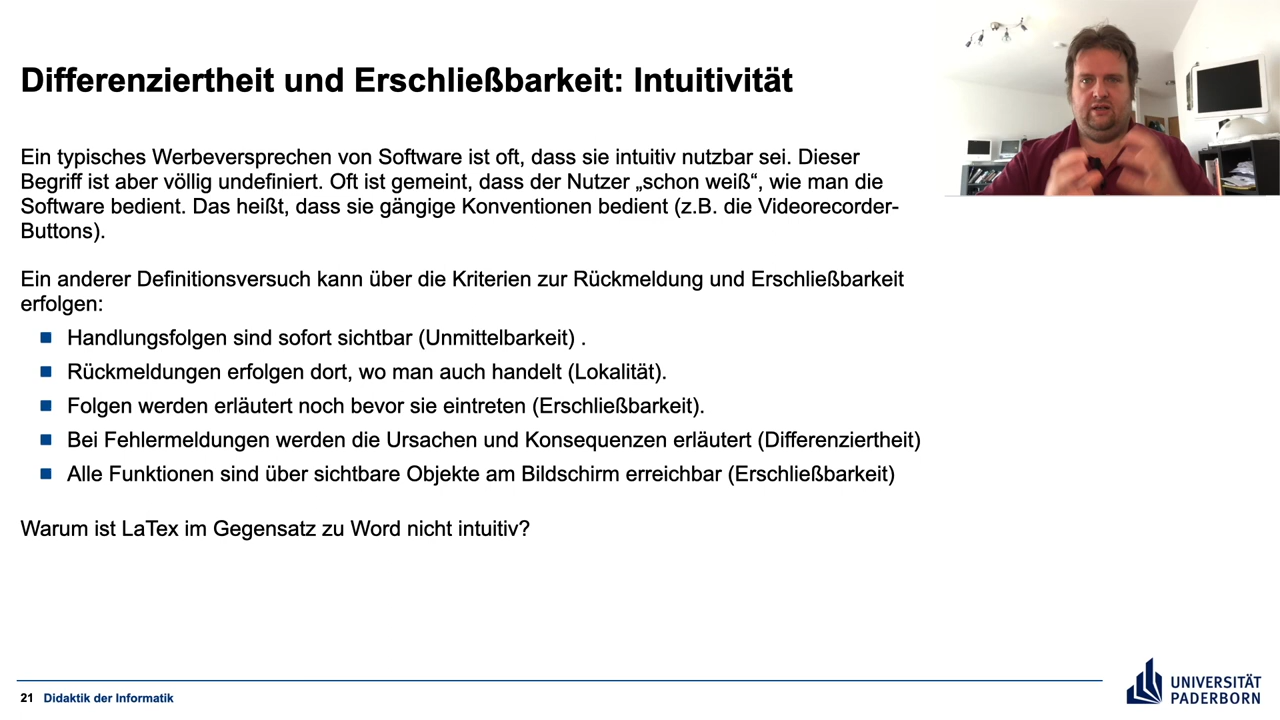 Differenziertheit und Erschließbarkeit: Intuitivität
Ein typisches Werbeversprechen von Software ist oft, dass sie intuitiv nutzbar sei. Dieser
Begriff ist aber völlig undefiniert. Oft ist gemeint, dass der Nutzer „schon weiß“, wie man die
Software bedient. Das heißt, dass sie gängige Konventionen bedient (z.B. die Videorecorder-
Buttons).
Ein anderer Definitionsversuch kann über die Kriterien zur Rückmeldung und Erschließbarkeit
erfolgen:
Handlungsfolgen sind sofort sichtbar (Unmittelbarkeit) .
Rückmeldungen erfolgen dort, wo man auch handelt (Lokalität).
Folgen werden erläutert noch bevor sie eintreten (Erschließbarkeit).
Bei Fehlermeldungen werden die Ursachen und Konsequenzen erläutert (Differenziertheit)
Alle Funktionen sind über sichtbare Objekte am Bildschirm erreichbar (Erschließbarkeit)
Warum ist LaTex im Gegensatz zu Word nicht intuitiv?
21 Didaktik der Informatik
UNIVERSITÄT
PADERBORN